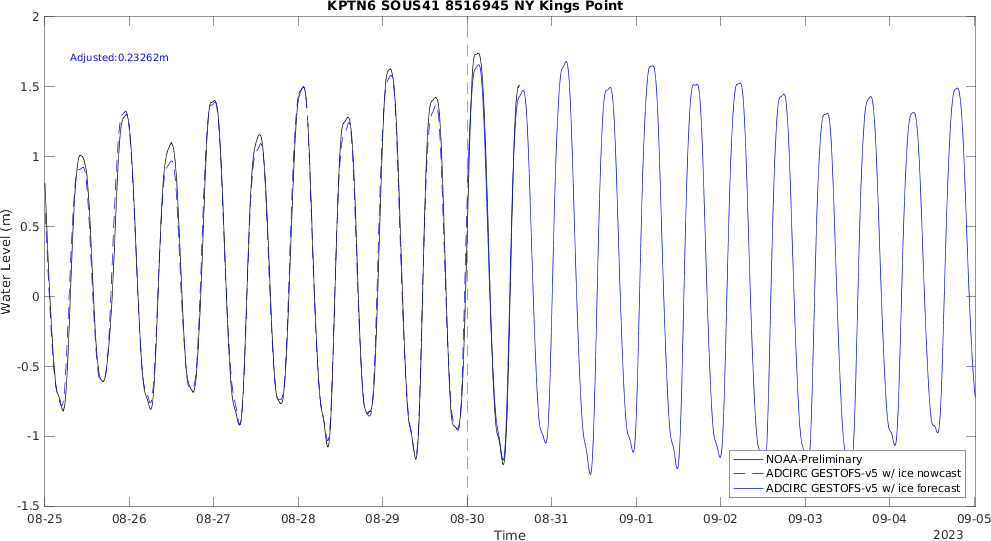 KPTN6 SOUS41 8516945 NY Kings Point
Adjusted:0.23262m
2
1.5
1
0.5
0
-0.5
-1
-1.5
Water Level (m)
NOAA-Preliminary
ADCIRC GESTOFS-v5 w/ ice nowcast
ADCIRC GESTOFS-v5 w/ ice forecast
08-25 08-26 08-27 08-28 08-29 08-30 08-31 09-01 09-02 09-03 09-04 09-05
Time
2023